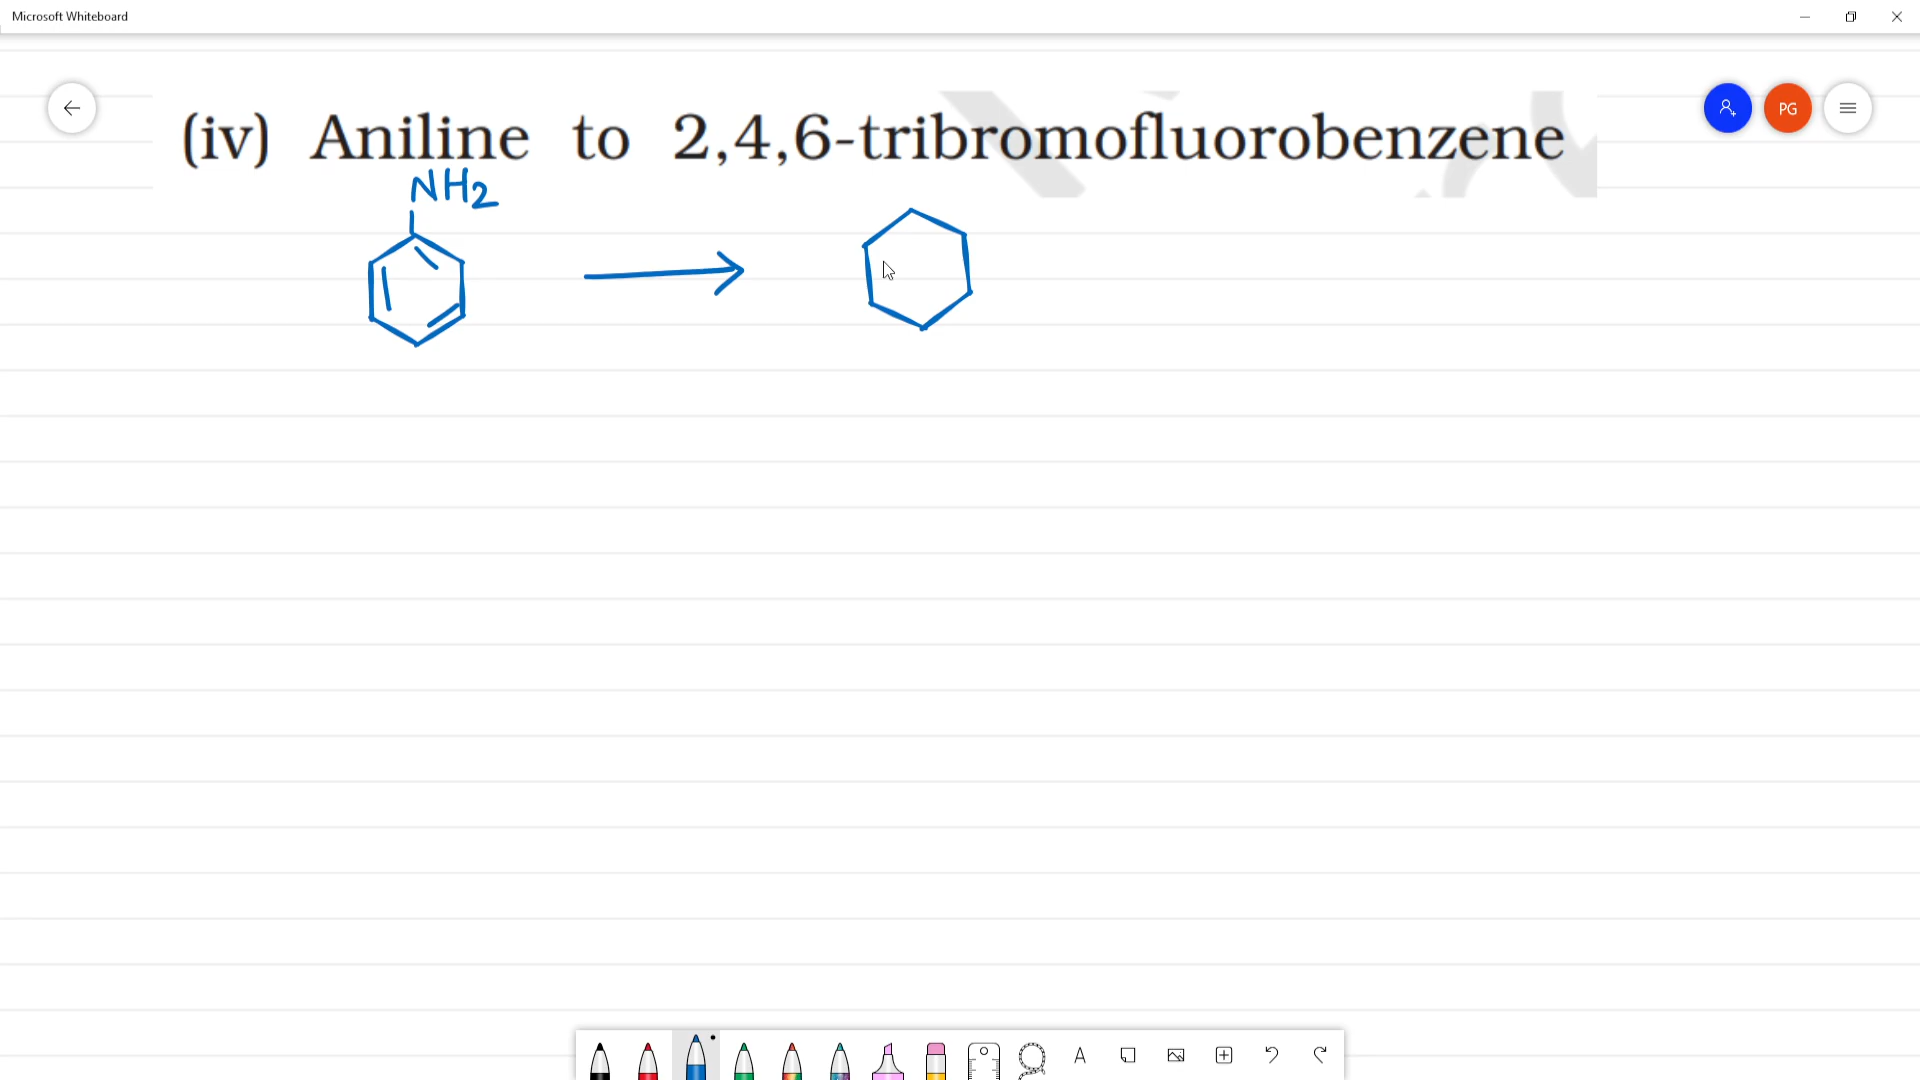 Microsoft Whiteboard
(iv) Aniline to 2,4,6-tribromofluorobenzene
PG
NH2
A